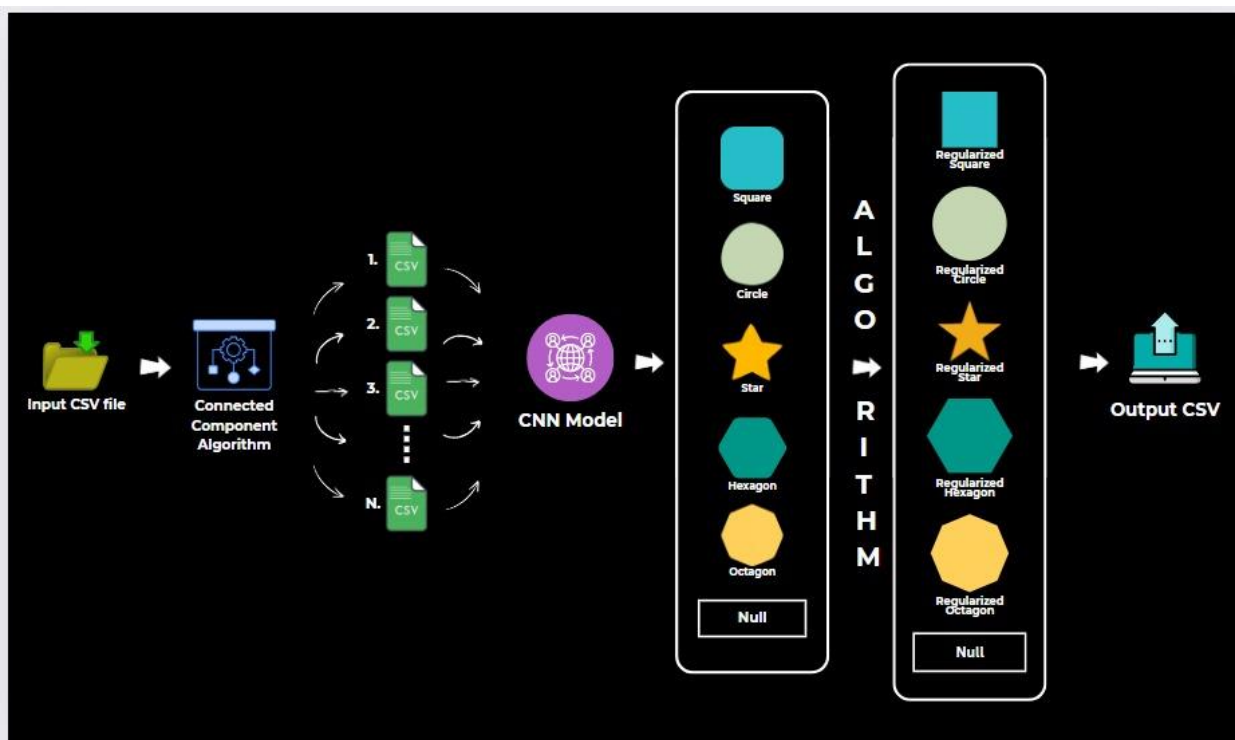 Input CSV file
Connected
Component
Algorithm
1.
CSV
2.
CSV
3.
CSV
N.
CSV
CNN Model
Square
Circle
Star
Hexagon
Octagon
Null
ALGORITHM
Regularized
Square
Regularized
Circle
Regularized
Star
Regularized
Hexagon
Regularized
Octagon
Null
Output CSV